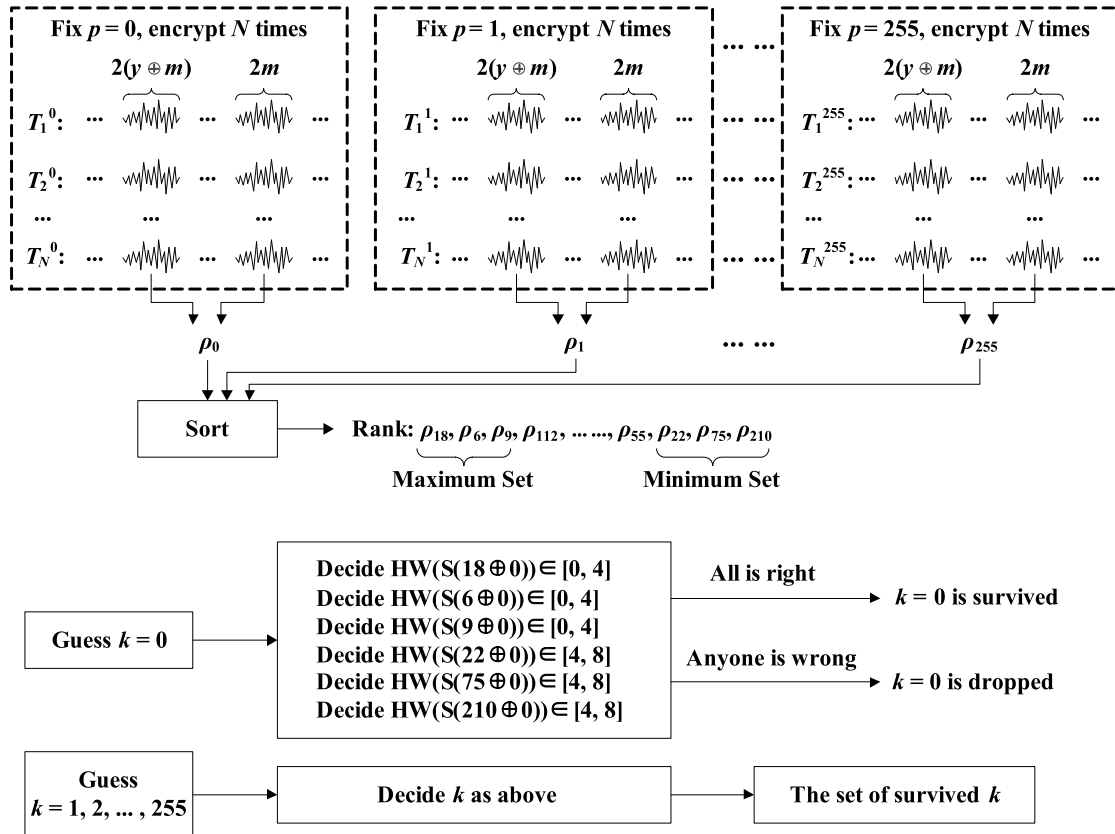 Fix p = 0, encrypt N times
2(y ⊕ m) 2m
T₁⁰: ... ... ...
T₂⁰: ... ... ...
... ... ...
T_N⁰: ... ... ...
Fix p = 1, encrypt N times
2(y ⊕ m) 2m
T₁¹: ... ... ...
T₂¹: ... ... ...
... ... ...
T_N¹: ... ... ...
... ...
... ...
... ...
... ...
... ...
Fix p = 255, encrypt N times
2(y ⊕ m) 2m
T₁²⁵⁵: ... ... ...
T₂²⁵⁵: ... ... ...
... ... ...
T_N²⁵⁵: ... ... ...
ρ₀ ρ₁ ... ... ρ₂₅₅
Sort
Rank: ρ₁₈, ρ₆, ρ₉, ρ₁₁₂, ... ..., ρ₅₅, ρ₂₂, ρ₇₅, ρ₂₁₀
Maximum Set Minimum Set
Guess k = 0
Decide HW(S(18⊕0))∈[0, 4]
Decide HW(S(6⊕0))∈[0, 4]
Decide HW(S(9⊕0))∈[0, 4]
Decide HW(S(22⊕0))∈[4, 8]
Decide HW(S(75⊕0))∈[4, 8]
Decide HW(S(210⊕0))∈[4, 8]
All is right
k = 0 is survived
Anyone is wrong
k = 0 is dropped
Guess
k = 1, 2, ... , 255
Decide k as above
The set of survived k